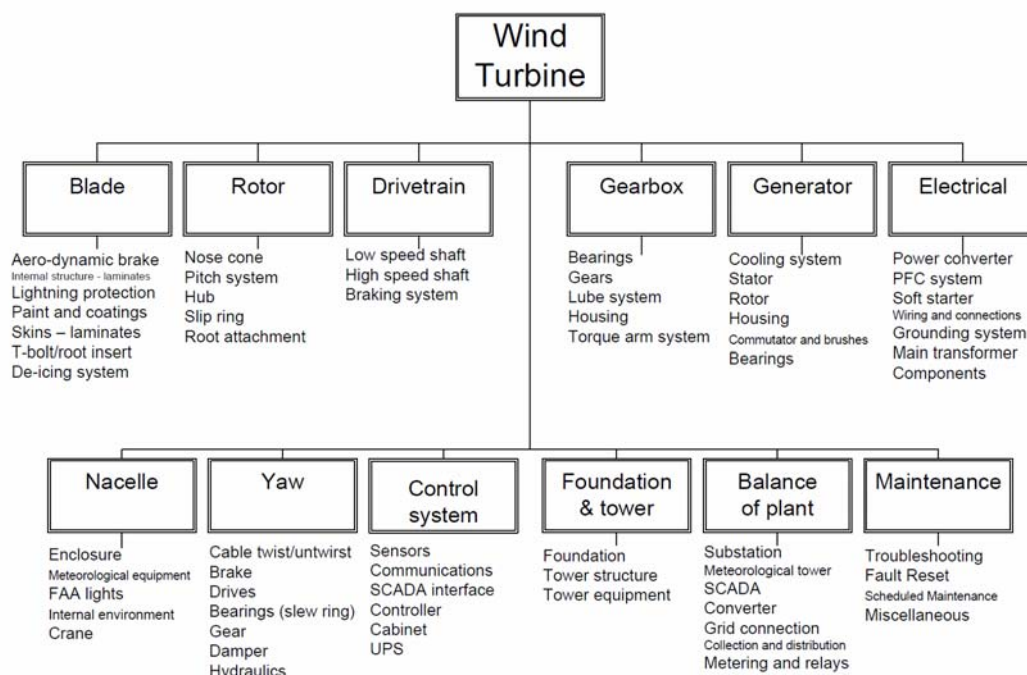 Wind
Turbine
Blade
Aero-dynamic brake
Internal structure - laminates
Lightning protection
Paint and coatings
Skins – laminates
T-bolt/root insert
De-icing system
Rotor
Nose cone
Pitch system
Hub
Slip ring
Root attachment
Drivetrain
Low speed shaft
High speed shaft
Braking system
Gearbox
Bearings
Gears
Lube system
Housing
Torque arm system
Generator
Cooling system
Stator
Rotor
Housing
Commutator and brushes
Bearings
Electrical
Power converter
PFC system
Soft starter
Wiring and connections
Grounding system
Main transformer
Components
Nacelle
Enclosure
Meteorological equipment
FAA lights
Internal environment
Crane
Yaw
Cable twist/untwirst
Brake
Drives
Bearings (slew ring)
Gear
Damper
Hydraulics
Control
system
Sensors
Communications
SCADA interface
Controller
Cabinet
UPS
Foundation
& tower
Foundation
Tower structure
Tower equipment
Balance
of plant
Substation
Meteorological tower
SCADA
Converter
Grid connection
Collection and distribution
Metering and relays
Maintenance
Troubleshooting
Fault Reset
Scheduled Maintenance
Miscellaneous